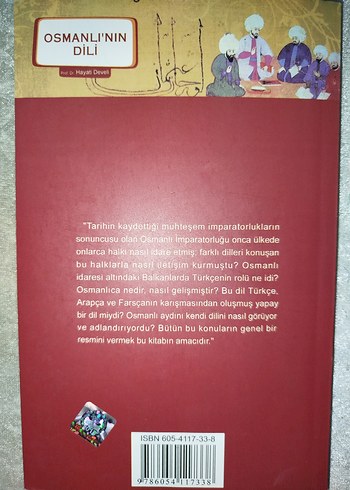 OSMANLI'NIN
DİLİ
Prof. Dr. Hayati Develi
"Tarihin kaydettiği muhteşem imparatorlukların
sonuncusu olan Osmanlı İmparatorluğu onca ülkede
onlarca halkı nasıl idare etmiş; farklı dilleri konuşan
bu halklarla nasıl iletişim kurmuştu? Osmanlı
idaresi altındaki Balkanlarda Türkçenin rolü ne idi?
Osmanlıca nedir, nasıl gelişmiştir? Bu dil Türkçe,
Arapça ve Farsçanın karışmasından oluşmuş yapay
bir dil miydi? Osmanlı aydını kendi dilini nasıl görüyor
ve adlandırıyordu? Bütün bu konuların genel bir
resmini vermek bu kitabın amacıdır."
ISBN 605-4117-33-8
9 786054 117338